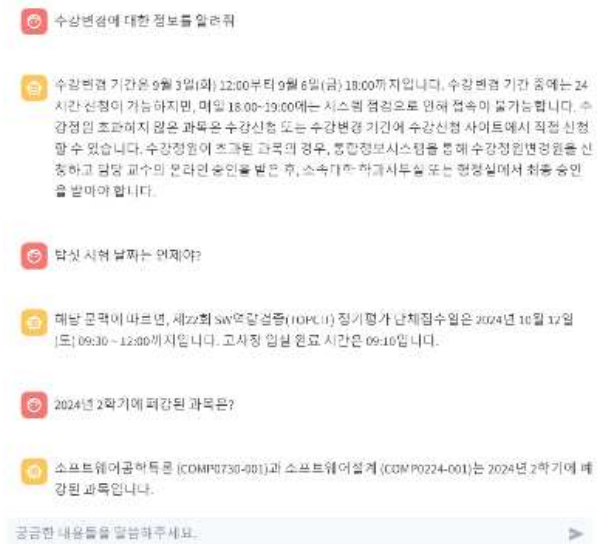 수강변경에 대한 정보를 알려줘
수강변경 기간은 9월 3일(화) 12:00부터 9월 6일(금) 18:00까지입니다. 수강변경 기간 중에는 24
시간 신청이 가능하지만, 매일 18:00~19:00에는 시스템 점검으로 인해 접속이 불가능합니다. 수
강정원 초과하지 않은 과목은 수강신청 또는 수강변경 기간에 수강신청 사이트에서 직접 신청
할 수 있습니다. 수강정원이 초과된 과목의 경우, 통합정보시스템을 통해 수강정원변경원을 신
청하고 담당 교수의 온라인 승인을 받은 후, 소속대학 학과사무실 또는 행정실에서 최종 승인
을 받아야 합니다.
탑싯 시험 날짜는 언제야?
해당 문맥에 따르면, 제22회 SW역량검증(TOPCIT) 정기평가 단체접수일은 2024년 10월 12일
(토) 09:30 ~ 12:00까지입니다. 고사장 입실 완료 시간은 09:10입니다.
2024년 2학기에 폐강된 과목은?
소프트웨어공학특론 (COMP0730-001)과 소프트웨어설계 (COMP0224-001)는 2024년 2학기에 폐
강된 과목입니다.
궁금한 내용들을 말씀해주세요.